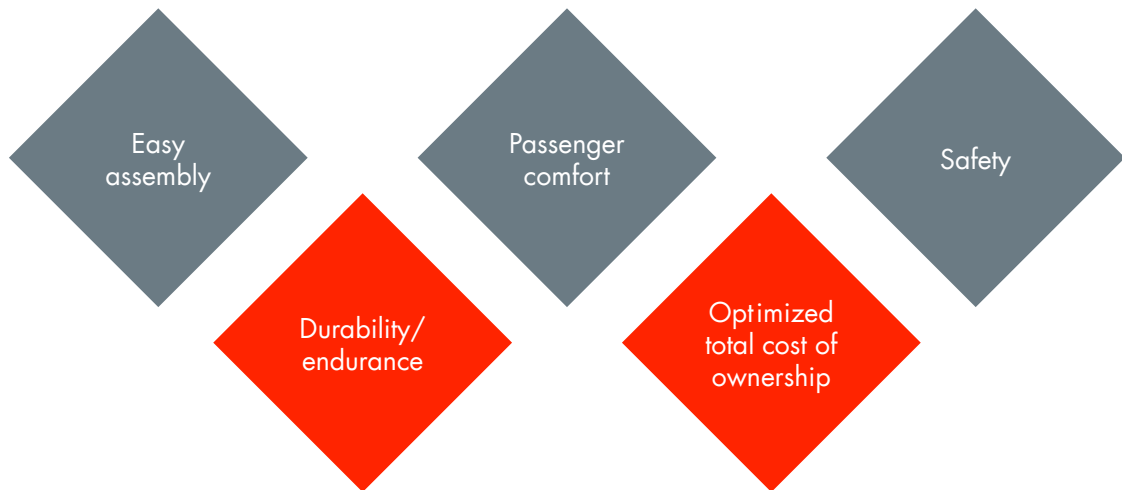 Easy
assembly
Passenger
comfort
Safety
Durability/
endurance
Optimized
total cost of
ownership